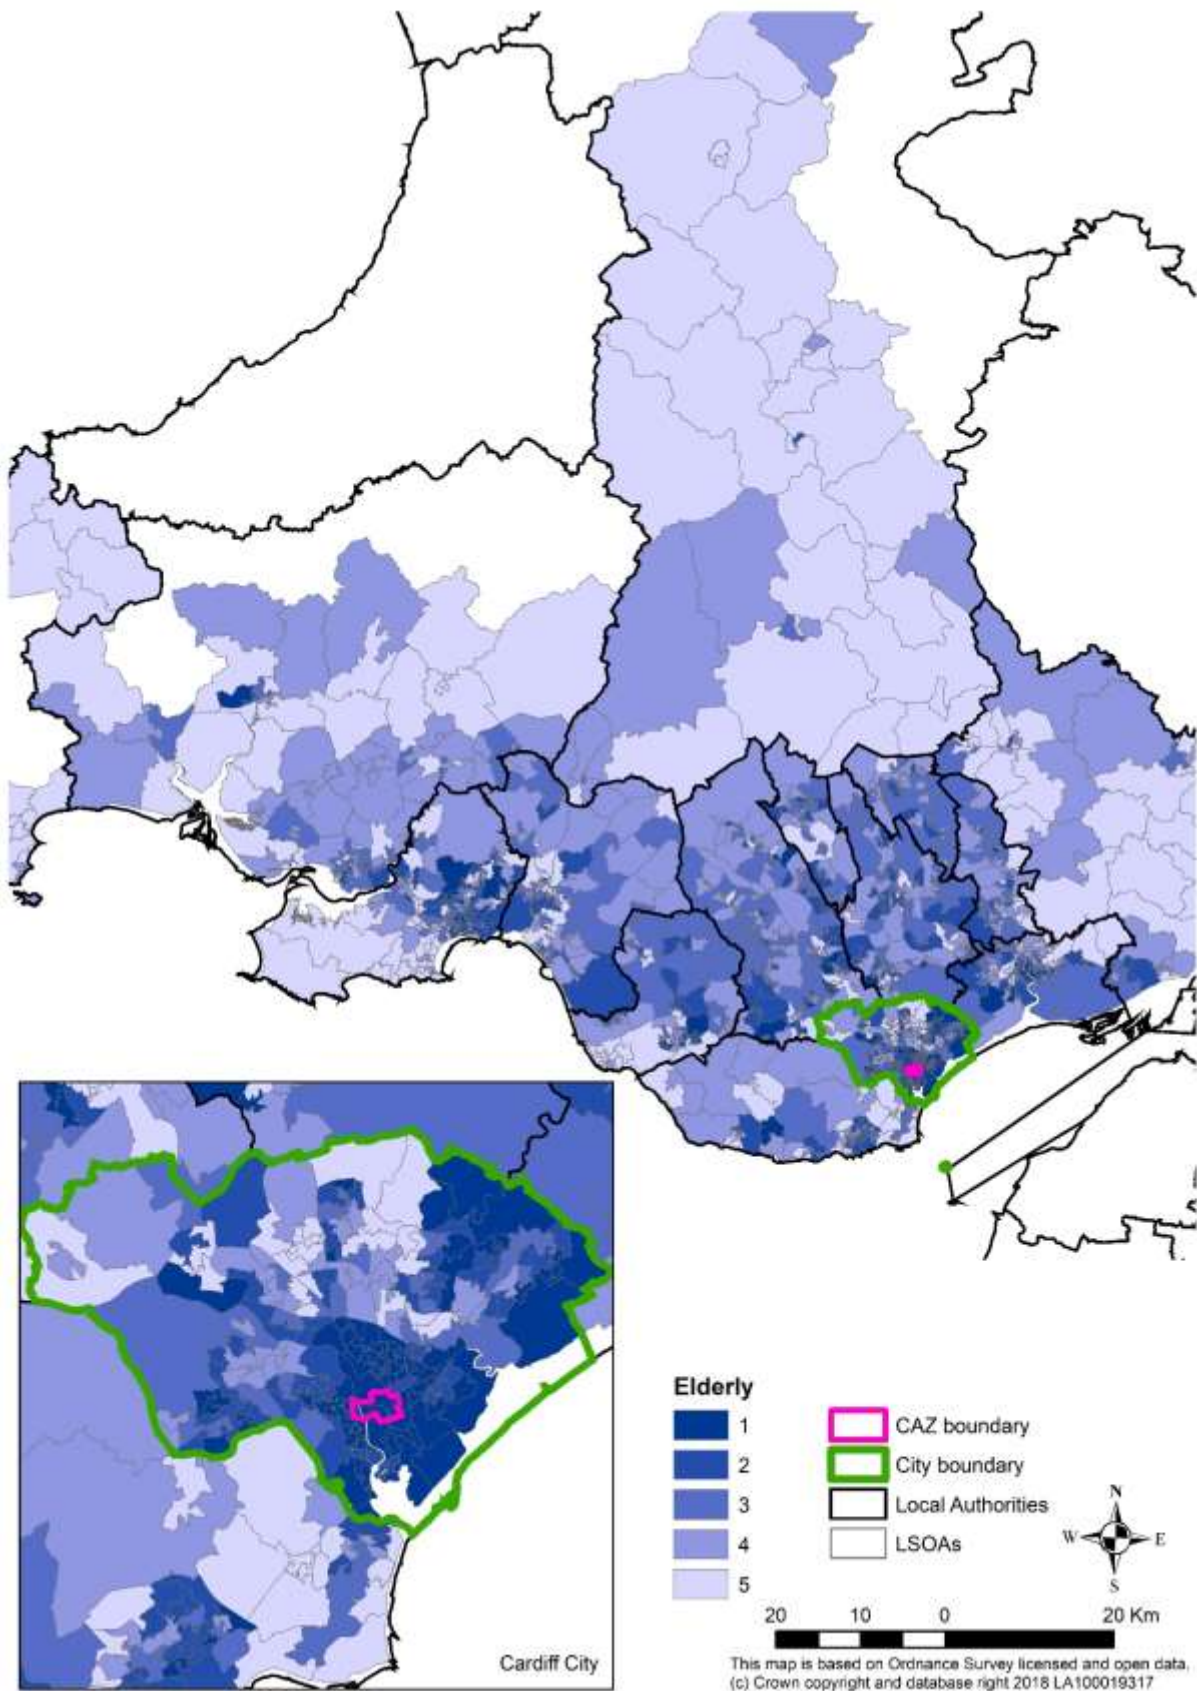 Cardiff City
Elderly
1
2
3
4
5
CAZ boundary
City boundary
Local Authorities
LSOAs
N
W
E
S
20 10 0 20 Km
This map is based on Ordnance Survey licensed and open data.
(c) Crown copyright and database right 2018 LA100019317